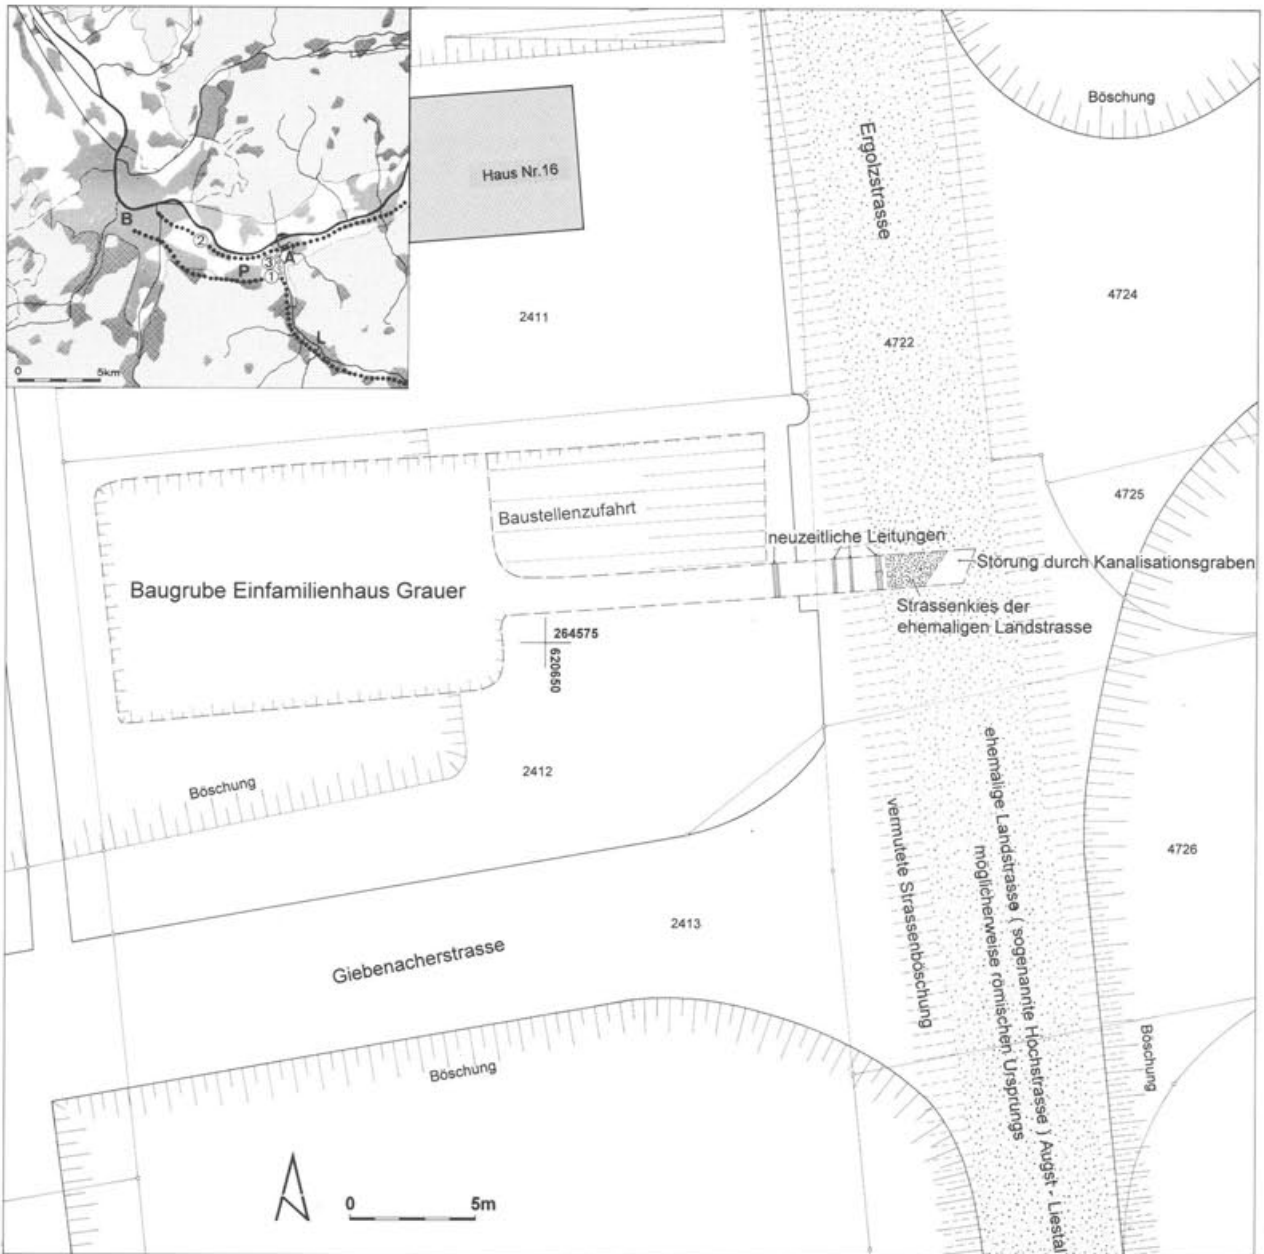 B
2
P
3
A
1
L
0
5km
Haus Nr.16
2411
Ergolzstrasse
4722
Böschung
4724
4725
Baustellenzufahrt
neuzeitliche Leitungen
Störung durch Kanalisationsgraben
Baugrube Einfamilienhaus Grauer
Strassenkies der
ehemaligen Landstrasse
264575
620650
Böschung
2412
vermutete Strassenböschung
ehemalige Landstrasse ( sogenannte Hochstrasse ) Augst - Liestal
möglicherweise römischen Ursprungs
4726
2413
Giebenacherstrasse
Böschung
Böschung
N
0
5m